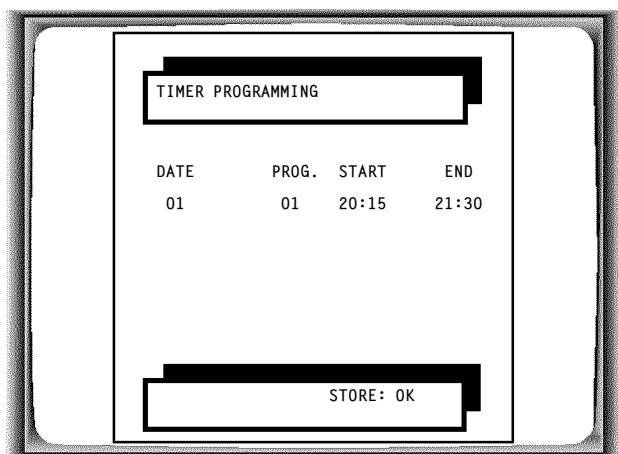 TIMER PROGRAMMING
DATE PROG. START END
01 01 20:15 21:30
STORE: OK